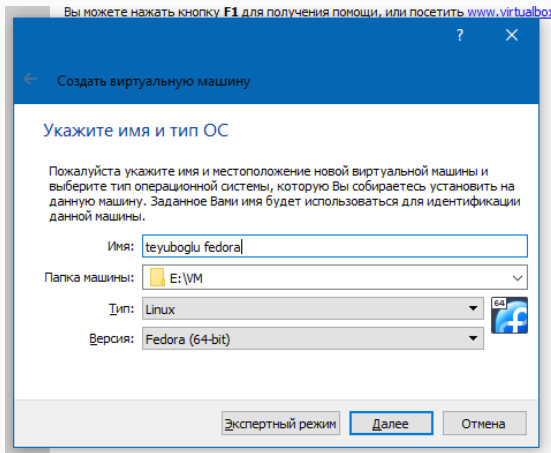 Вы можете нажать кнопку F1 для получения помощи, или посетить www.virtualbox
?
Создать виртуальную машину
Укажите имя и тип ОС
Пожалуйста укажите имя и местоположение новой виртуальной машины и
выберите тип операционной системы, которую Вы собираетесь установить на
данную машину. Заданное Вами имя будет использоваться для идентификации
данной машины.
Имя: teyuboglu fedora
Папка машины: E:\VM
Тип: Linux
64
Версия: Fedora (64-bit)
Экспертный режим Далее Отмена